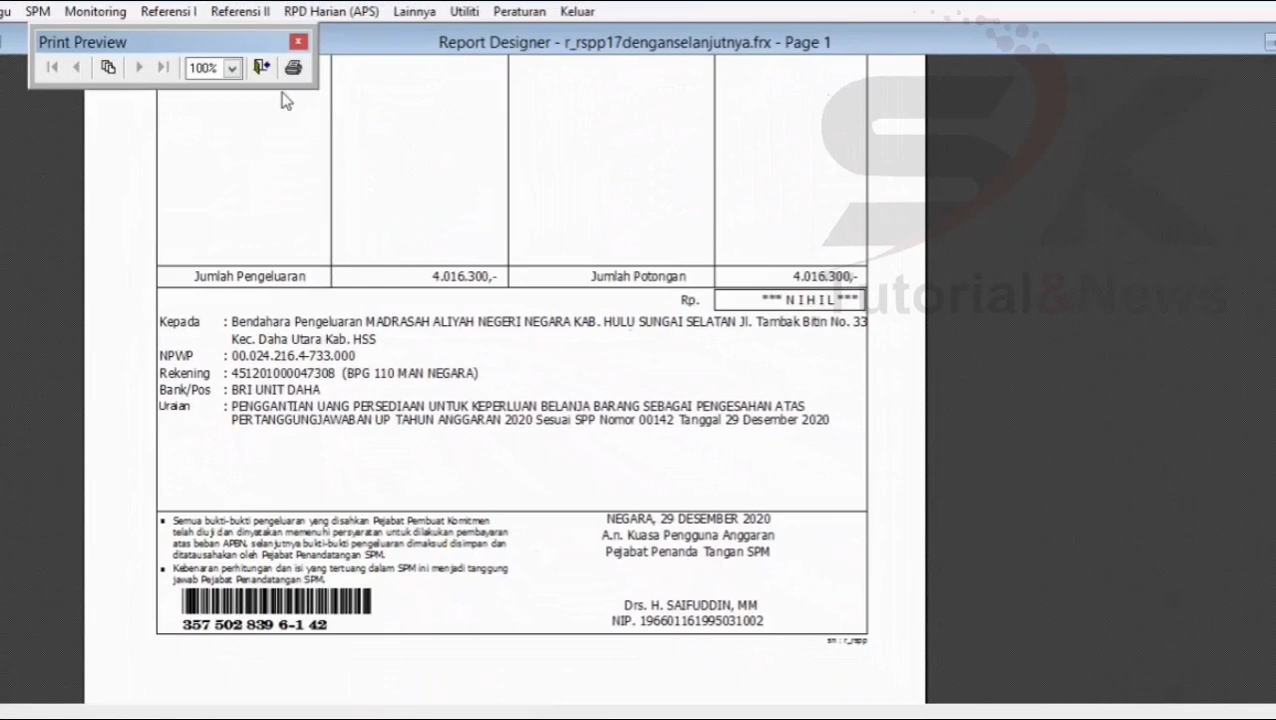 SPM Monitoring Referensi I Referensi II RPD Harian (APS) Lainnya Utiliti Peraturan Keluar
Print Preview
Report Designer - r_rspp17denganselanjutnya.frx - Page 1
100%
Jumlah Pengeluaran 4.016.300,- Jumlah Potongan 4.016.300,-
Rp. *** N I H I L ***
Kepada : Bendahara Pengeluaran MADRASAH ALIYAH NEGERI NEGARA KAB. HULU SUNGAI SELATAN Jl. Tambak Bitin No. 33
Kec. Daha Utara Kab. HSS
NPWP : 00.024.216.4-733.000
Rekening : 451201000047308 (BPG 110 MAN NEGARA)
Bank/Pos : BRI UNIT DAHA
Uraian : PENGGANTIAN UANG PERSEDIAAN UNTUK KEPERLUAN BELANJA BARANG SEBAGAI PENGESAHAN ATAS
PERTANGGUNGJAWABAN UP TAHUN ANGGARAN 2020 Sesuai SPP Nomor 00142 Tanggal 29 Desember 2020
Semua bukti-bukti pengeluaran yang disahkan Pejabat Pembuat Komitmen
telah diuji dan dinyatakan memenuhi persyaratan untuk dilakukan pembayaran
atas beban APBN, selanjutnya bukti-bukti pengeluaran dimaksud disimpan dan
ditatausahakan oleh Pejabat Penandatangan SPM.
Kebenaran perhitungan dan isi yang tertuang dalam SPM ini menjadi tanggung
jawab Pejabat Penandatangan SPM.
357 502 839 6-1 42
NEGARA, 29 DESEMBER 2020
A.n. Kuasa Pengguna Anggaran
Pejabat Penanda Tangan SPM
Drs. H. SAIFUDDIN, MM
NIP. 196601161995031002
sn : r_rspp
SK
Tutorial&News